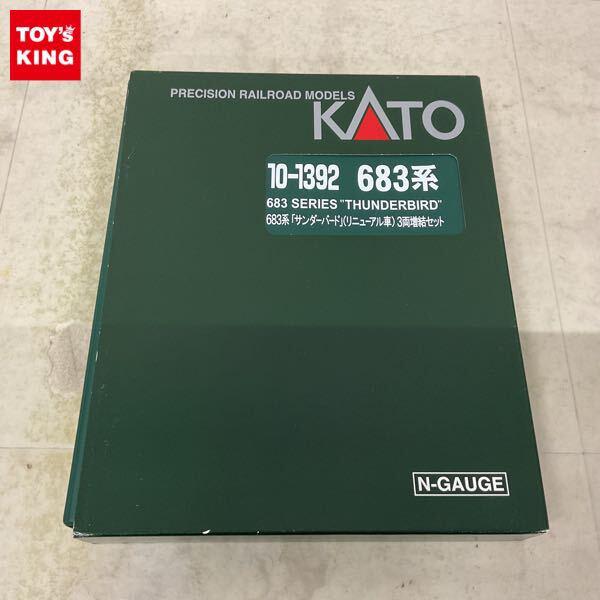 TOY's
KING
PRECISION RAILROAD MODELS
KATO
10-1392 683系
683 SERIES "THUNDERBIRD"
683系「サンダーバード」(リニューアル車) 3両増結セット
N-GAUGE